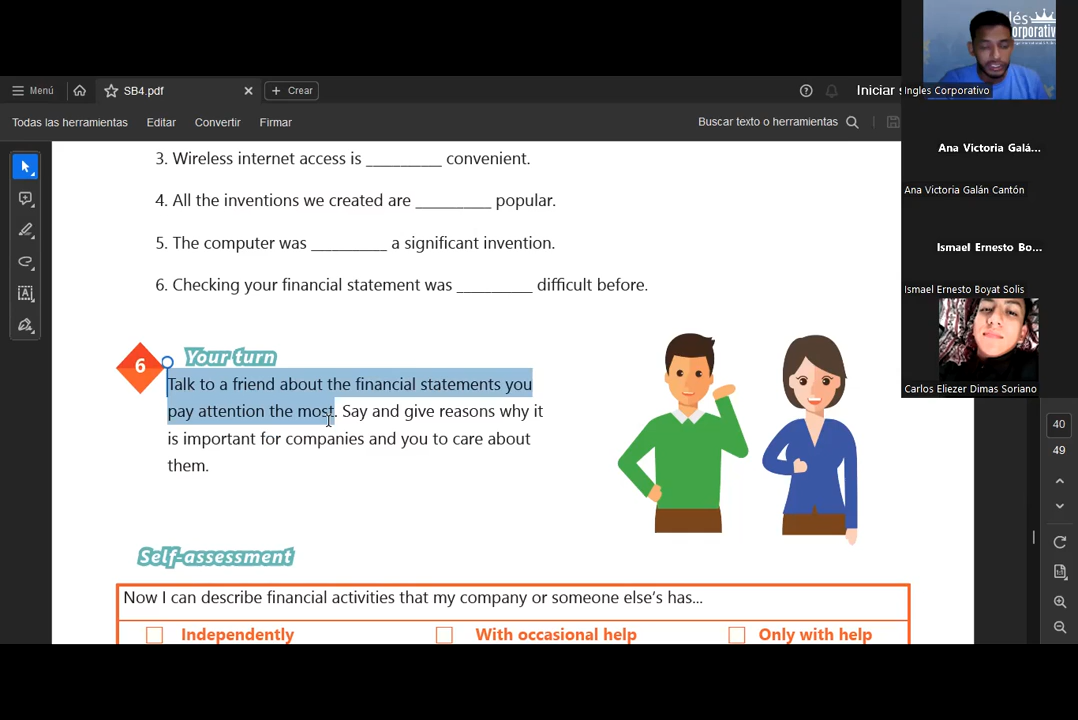 Menú
SB4.pdf
Crear
Iniciar s
Todas las herramientas
Editar
Convertir
Firmar
Buscar texto o herramientas
3. Wireless internet access is _________ convenient.
4. All the inventions we created are _________ popular.
5. The computer was _________ a significant invention.
6. Checking your financial statement was _________ difficult before.
6
Your turn
Talk to a friend about the financial statements you
pay attention the most. Say and give reasons why it
is important for companies and you to care about
them.
Self-assessment
Now I can describe financial activities that my company or someone else's has...
Independently
With occasional help
Only with help
lés
orporativ
Ingles Corporativo
Ana Victoria Galá...
Ana Victoria Galán Cantón
Ismael Ernesto Bo...
Ismael Ernesto Boyat Solis
Carlos Eliezer Dimas Soriano
40
49